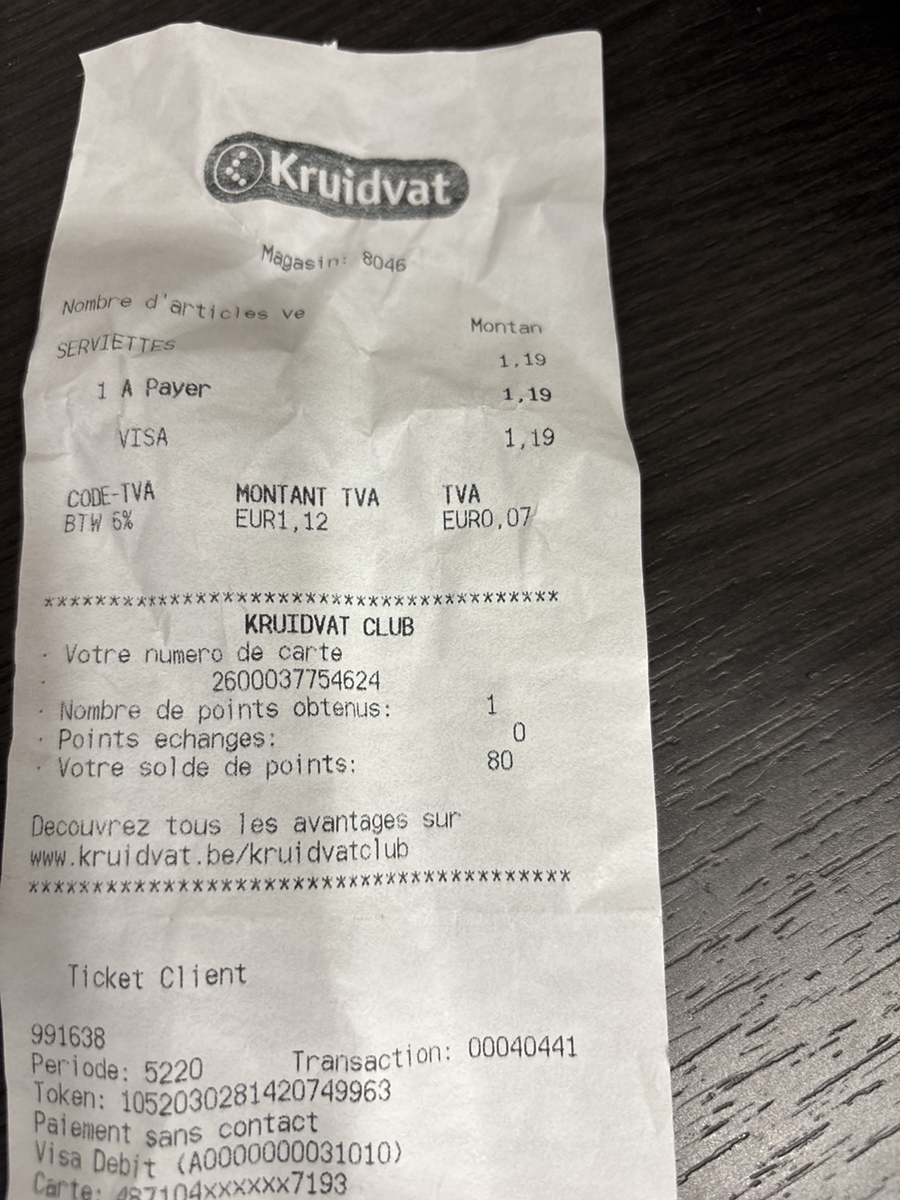 Kruidvat
Magasin: 8046
Nombre d'articles ve Montan
SERVIETTES 1,19
1 A Payer 1,19
VISA 1,19
CODE-TVA MONTANT TVA TVA
BTW 6% EUR1,12 EUR0,07
****************************************
KRUIDVAT CLUB
· Votre numero de carte
· 2600037754624
· Nombre de points obtenus: 1
· Points echanges: 0
· Votre solde de points: 80
Decouvrez tous les avantages sur
www.kruidvat.be/kruidvatclub
******************************************
Ticket Client
991638
Periode: 5220 Transaction: 00040441
Token: 1052030281420749963
Paiement sans contact
Visa Debit (A0000000031010)
Carte: 487104xxxxxx7193